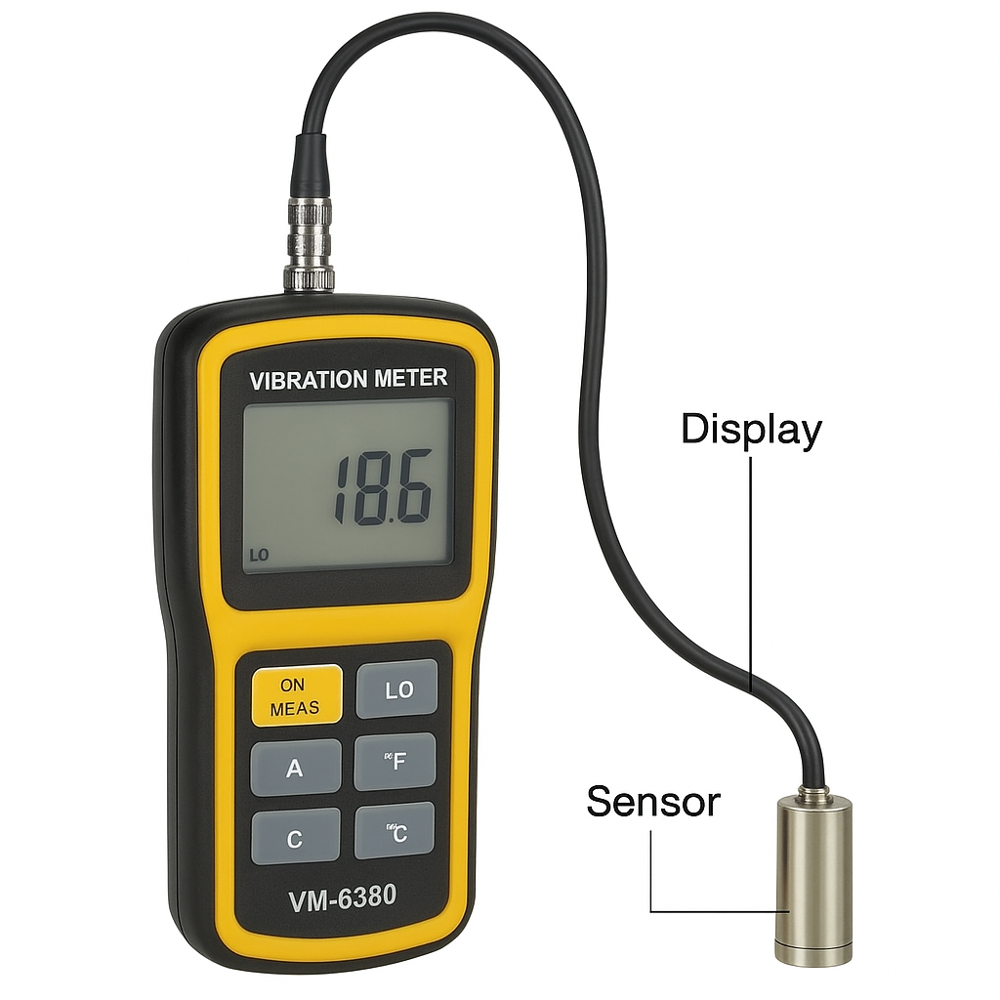 VIBRATION METER
18.6
LO
Display
ON
MEAS
LO
A
F
C
C
Sensor
VM-6380